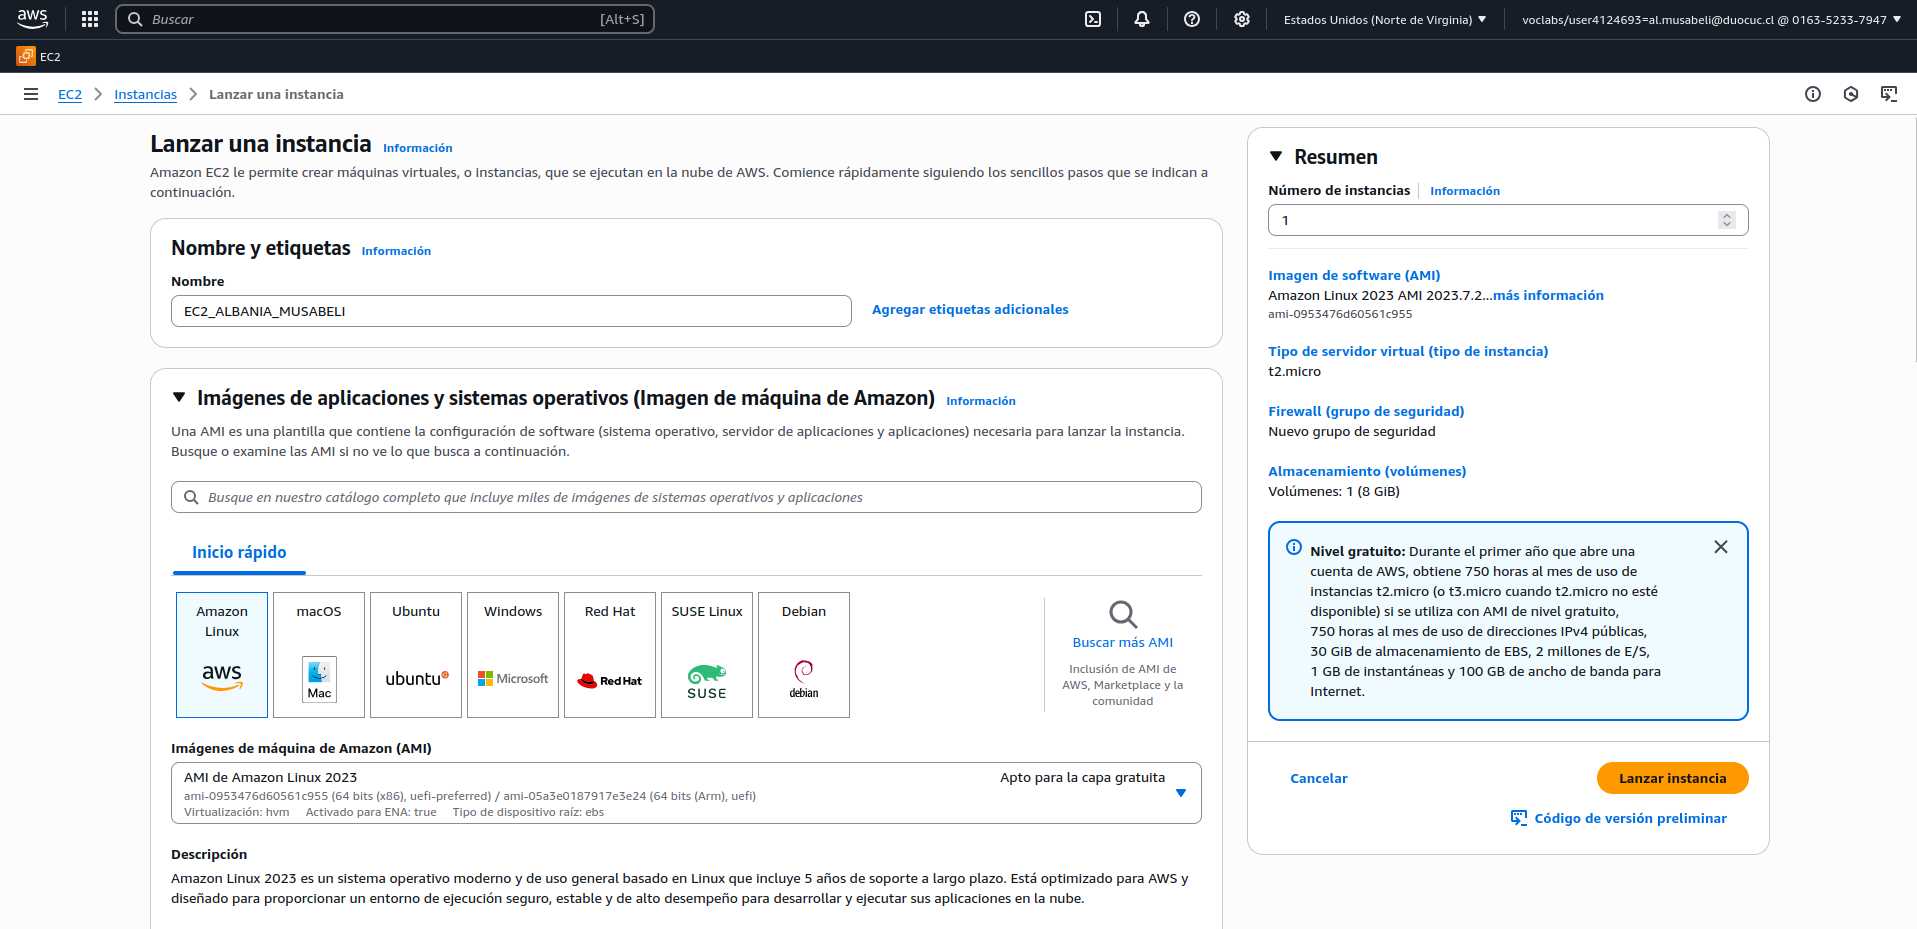 aws
Buscar
[Alt+S]
Estados Unidos (Norte de Virginia)
voclabs/user4124693=al.musabeli@duocuc.cl @ 0163-5233-7947
EC2
EC2
Instancias
Lanzar una instancia
Lanzar una instancia
Información
Amazon EC2 le permite crear máquinas virtuales, o instancias, que se ejecutan en la nube de AWS. Comience rápidamente siguiendo los sencillos pasos que se indican a
continuación.
Nombre y etiquetas
Información
Nombre
EC2_ALBANIA_MUSABELI
Agregar etiquetas adicionales
Imágenes de aplicaciones y sistemas operativos (Imagen de máquina de Amazon)
Información
Una AMI es una plantilla que contiene la configuración de software (sistema operativo, servidor de aplicaciones y aplicaciones) necesaria para lanzar la instancia.
Busque o examine las AMI si no ve lo que busca a continuación.
Busque en nuestro catálogo completo que incluye miles de imágenes de sistemas operativos y aplicaciones
Inicio rápido
Amazon
Linux
aws
macOS
Mac
Ubuntu
ubuntu
Windows
Microsoft
Red Hat
Red Hat
SUSE Linux
SUSE
Debian
debian
Buscar más AMI
Inclusión de AMI de
AWS, Marketplace y la
comunidad
Imágenes de máquina de Amazon (AMI)
AMI de Amazon Linux 2023
Apto para la capa gratuita
ami-0953476d60561c955 (64 bits (x86), uefi-preferred) / ami-05a3e0187917e3e24 (64 bits (Arm), uefi)
Virtualización: hvm
Activado para ENA: true
Tipo de dispositivo raíz: ebs
Descripción
Amazon Linux 2023 es un sistema operativo moderno y de uso general basado en Linux que incluye 5 años de soporte a largo plazo. Está optimizado para AWS y
diseñado para proporcionar un entorno de ejecución seguro, estable y de alto desempeño para desarrollar y ejecutar sus aplicaciones en la nube.
Resumen
Número de instancias
Información
1
Imagen de software (AMI)
Amazon Linux 2023 AMI 2023.7.2...más información
ami-0953476d60561c955
Tipo de servidor virtual (tipo de instancia)
t2.micro
Firewall (grupo de seguridad)
Nuevo grupo de seguridad
Almacenamiento (volúmenes)
Volúmenes: 1 (8 GiB)
Nivel gratuito: Durante el primer año que abre una
cuenta de AWS, obtiene 750 horas al mes de uso de
instancias t2.micro (o t3.micro cuando t2.micro no esté
disponible) si se utiliza con AMI de nivel gratuito,
750 horas al mes de uso de direcciones IPv4 públicas,
30 GiB de almacenamiento de EBS, 2 millones de E/S,
1 GB de instantáneas y 100 GB de ancho de banda para
Internet.
Cancelar
Lanzar instancia
Código de versión preliminar